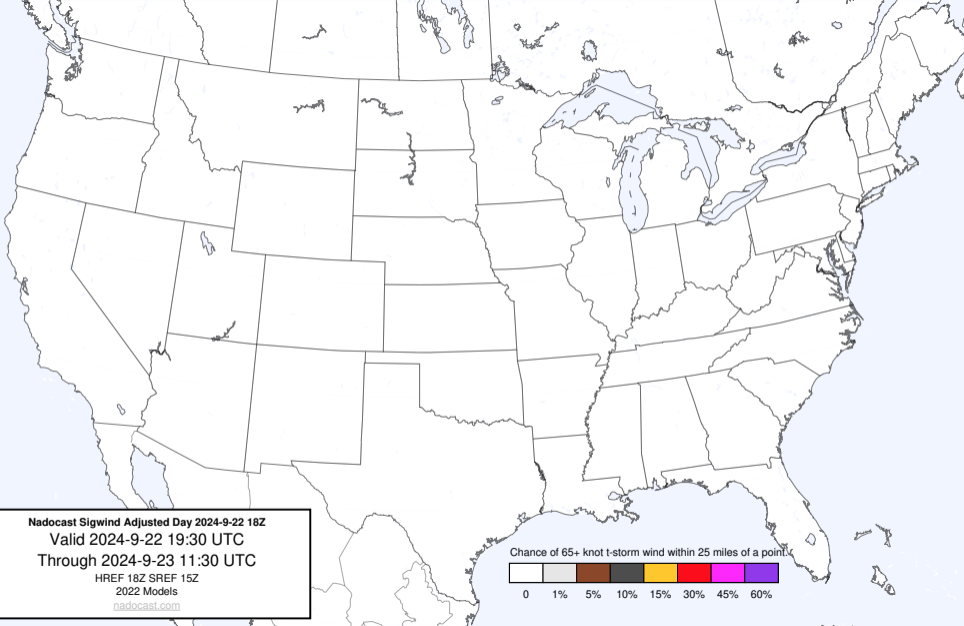 Nadocast Sigwind Adjusted Day 2024-9-22 18Z
Valid 2024-9-22 19:30 UTC
Through 2024-9-23 11:30 UTC
HREF 18Z SREF 15Z
2022 Models
nadocast.com
Chance of 65+ knot t-storm wind within 25 miles of a point.
0 1% 5% 10% 15% 30% 45% 60%